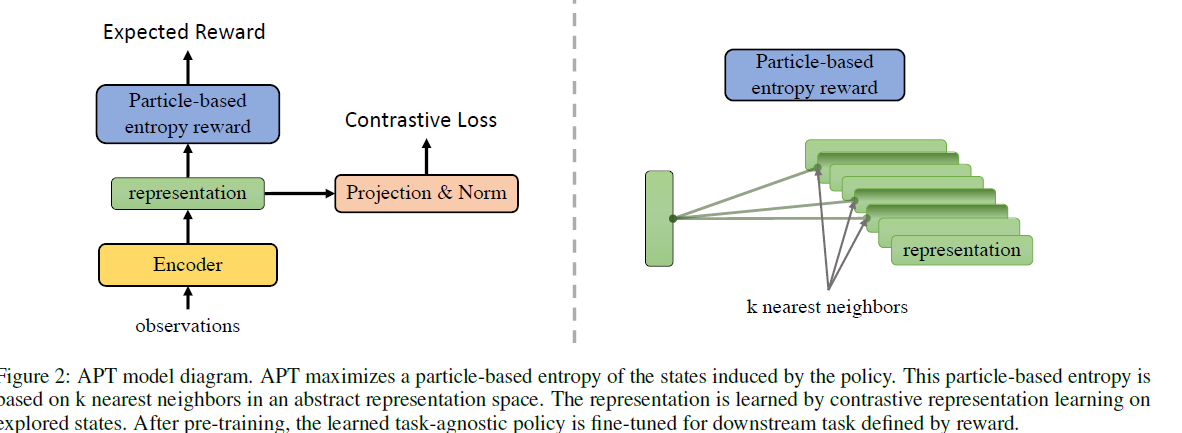 Expected Reward
Particle-based
entropy reward
Contrastive Loss
representation
Projection & Norm
Encoder
observations
Particle-based
entropy reward
representation
k nearest neighbors
Figure 2: APT model diagram. APT maximizes a particle-based entropy of the states induced by the policy. This particle-based entropy is
based on k nearest neighbors in an abstract representation space. The representation is learned by contrastive representation learning on
explored states. After pre-training, the learned task-agnostic policy is fine-tuned for downstream task defined by reward.